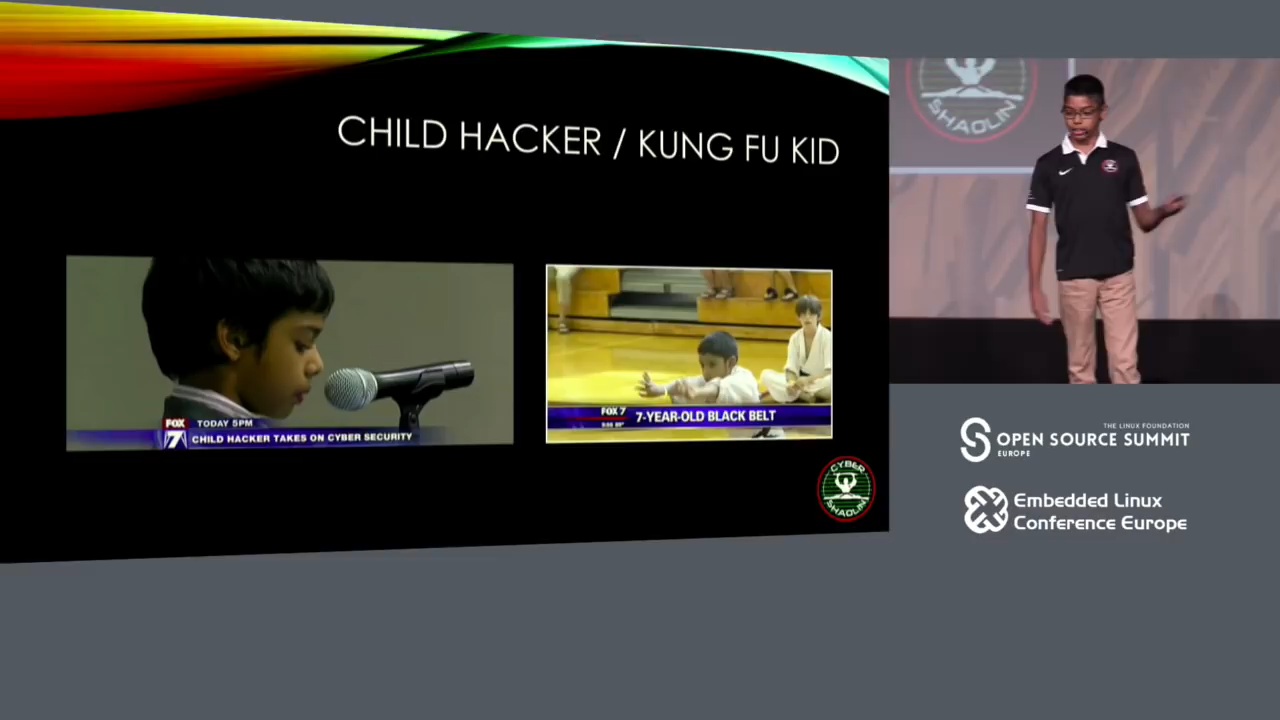 CHILD HACKER / KUNG FU KID
FOX
7
TODAY 5PM
CHILD HACKER TAKES ON CYBER SECURITY
FOX 7
7-YEAR-OLD BLACK BELT
CYBER
SHAOLIN
SHAOLIN
THE LINUX FOUNDATION
OPEN SOURCE SUMMIT
EUROPE
Embedded Linux
Conference Europe